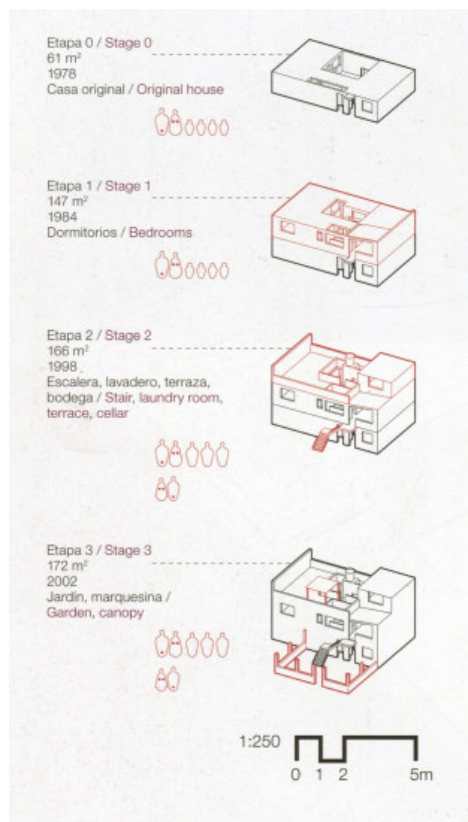 Etapa 0 / Stage 0
61 m²
1978
Casa original / Original house
Etapa 1 / Stage 1
147 m²
1984
Dormitorios / Bedrooms
Etapa 2 / Stage 2
166 m²
1998
Escalera, lavadero, terraza,
bodega / Stair, laundry room,
terrace, cellar
Etapa 3 / Stage 3
172 m²
2002
Jardín, marquesina /
Garden, canopy
1:250
0 1 2 5m